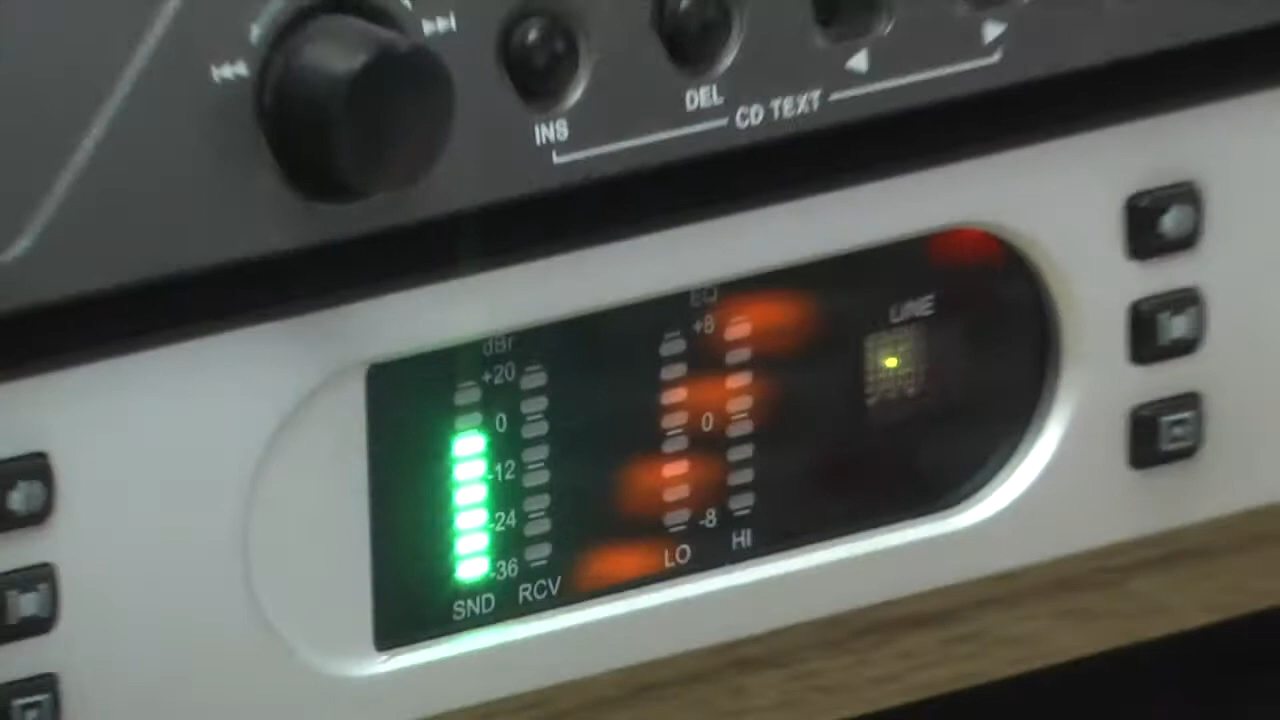 INS
DEL
CD TEXT
dBr
+20
0
-12
-24
-36
SND
RCV
EQ
+8
0
-8
LO
HI
LINE